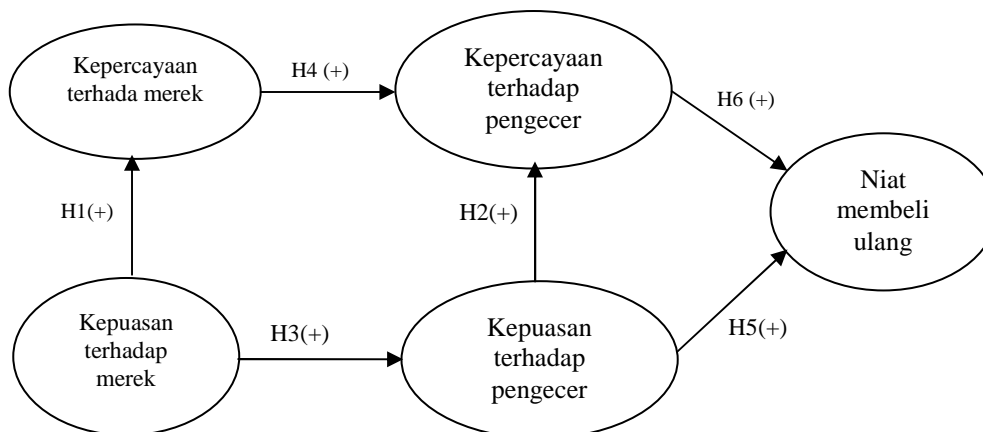 Kepercayaan
terhada merek
H4 (+)
Kepercayaan
terhadap
pengecer
H6 (+)
Niat
membeli
ulang
H1(+)
H2(+)
Kepuasan
terhadap
merek
H3(+)
Kepuasan
terhadap
pengecer
H5(+)